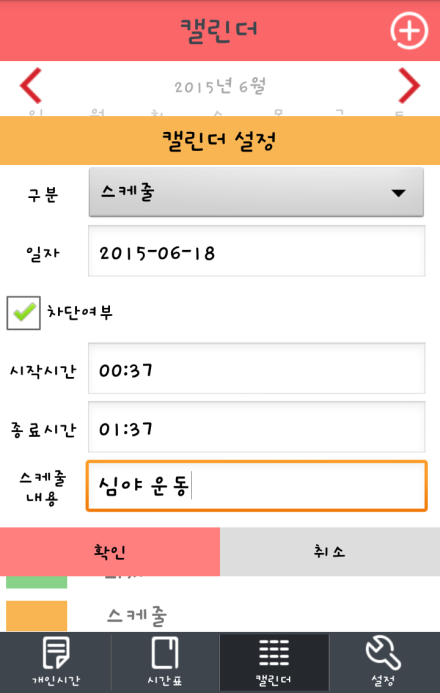 캘린더
2015년 6월
캘린더 설정
구분
스케줄
일자
2015-06-18
차단여부
시작시간
00:37
종료시간
01:37
스케줄
내용
심야 운동
확인
취소
스케줄
개인시간
시간표
캘린더
설정